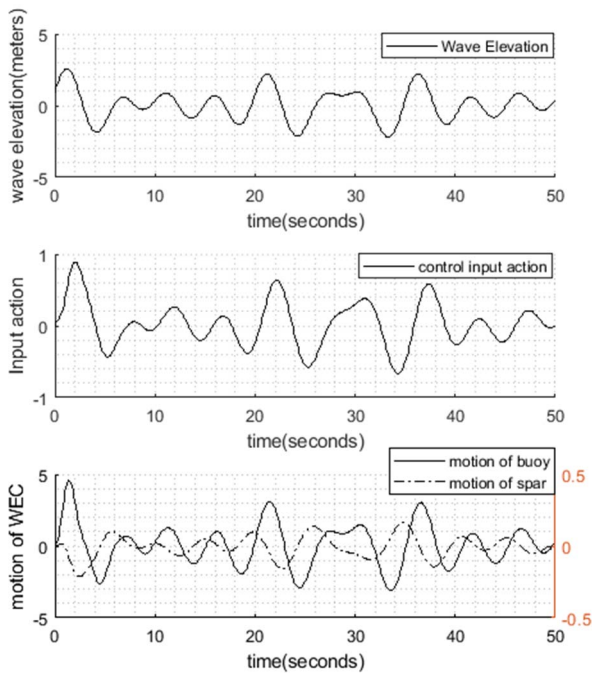 5
Wave Elevation
wave elevation(meters)
0
-5
0 10 20 30 40 50
time(seconds)
1
control input action
Input action
0
-1
0 10 20 30 40 50
time(seconds)
5
motion of buoy
0.5
motion of spar
motion of WEC
0
0
-5
-0.5
0 10 20 30 40 50
time(seconds)